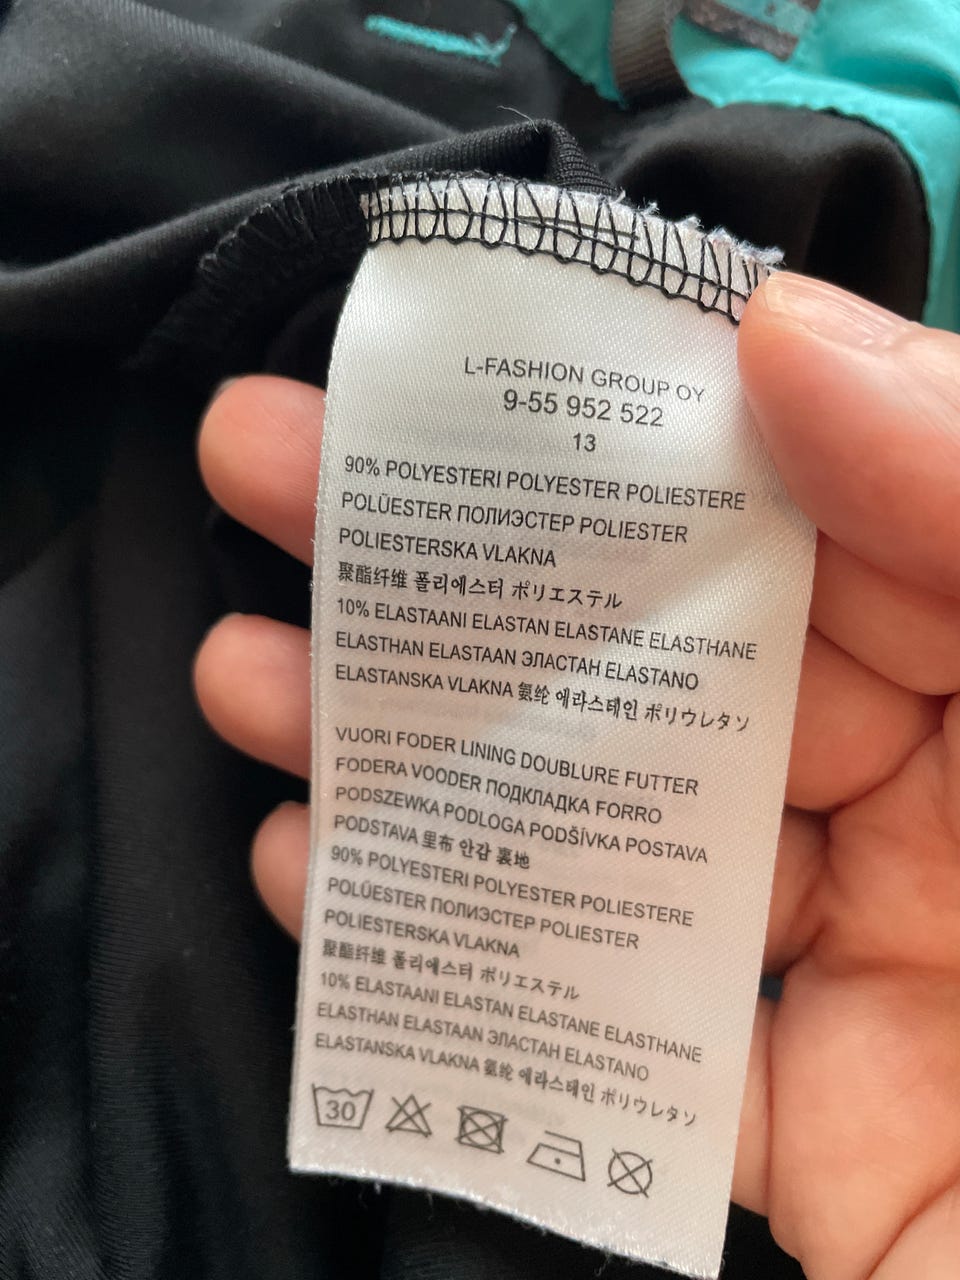 L-FASHION GROUP OY
9-55 952 522
13
90% POLYESTERI POLYESTER POLIESTERE
POLÜESTER ПОЛИЭСТЕР POLIESTER
POLIESTERSKA VLAKNA
聚酯纤维 폴리에스터 ポリエステル
10% ELASTAANI ELASTAN ELASTANE ELASTHANE
ELASTHAN ELASTAAN ЭЛАСТАН ELASTANO
ELASTANSKA VLAKNA 氨纶 에라스테인 ポリウレタソ
VUORI FODER LINING DOUBLURE FUTTER
FODERA VOODER ПОДКЛАДКА FORRO
PODSZEWKA PODLOGA PODŠÍVKA POSTAVA
PODSTAVA 里布 안감 裏地
90% POLYESTERI POLYESTER POLIESTERE
POLÜESTER ПОЛИЭСТЕР POLIESTER
POLIESTERSKA VLAKNA
聚酯纤维 폴리에스터 ポリエステル
10% ELASTAANI ELASTAN ELASTANE ELASTHANE
ELASTHAN ELASTAAN ЭЛАСТАН ELASTANO
ELASTANSKA VLAKNA 氨纶 에라스테인 ポリウレタソ
30